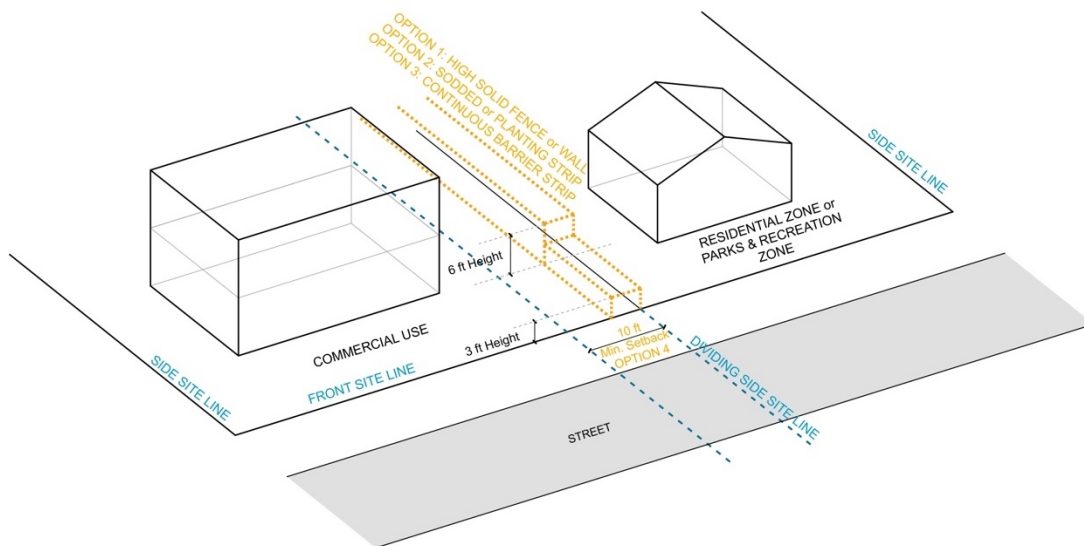 OPTION 1: HIGH SOLID FENCE or WALL
OPTION 2: SODDED or PLANTING STRIP
OPTION 3: CONTINUOUS BARRIER STRIP
SIDE SITE LINE
RESIDENTIAL ZONE or
PARKS & RECREATION
ZONE
6 ft Height
3 ft Height
COMMERCIAL USE
10 ft
Min. Setback
OPTION 4
DIVIDING SIDE SITE LINE
SIDE SITE LINE
FRONT SITE LINE
STREET